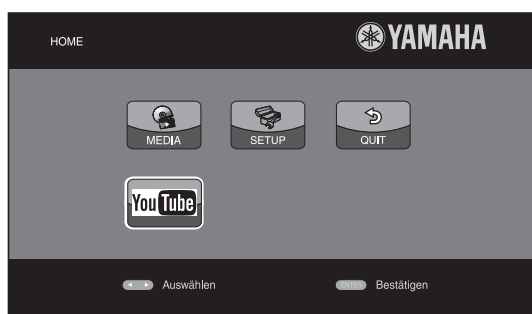 HOME
YAMAHA
MEDIA SETUP QUIT
YouTube
Auswählen ENTER Bestätigen